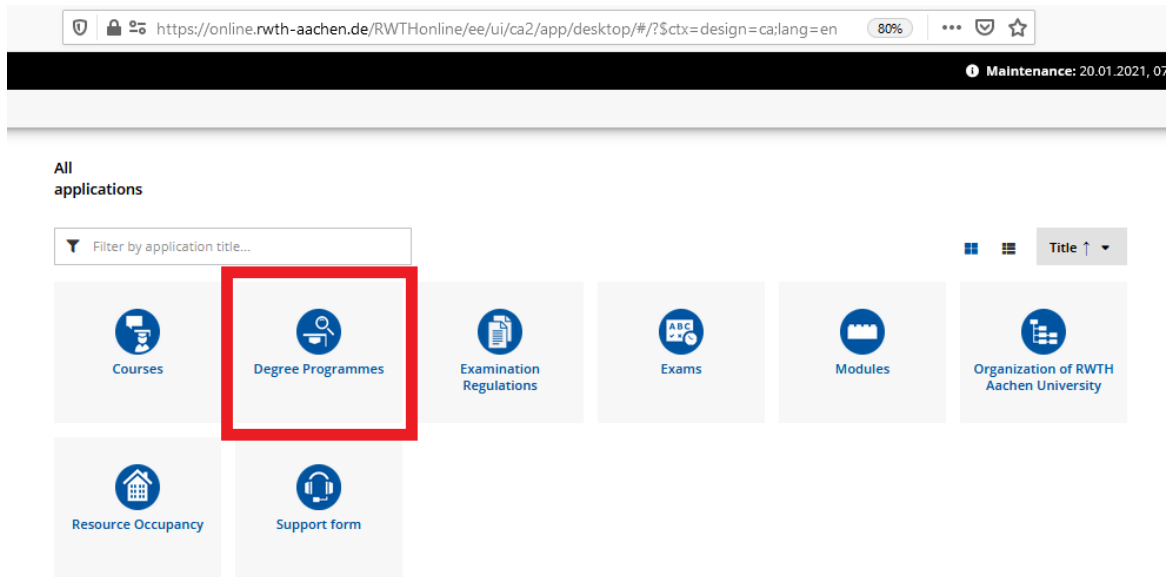 https://online.rwth-aachen.de/RWTHonline/ee/ui/ca2/app/desktop/#/?$ctx=design=ca;lang=en 80%
Maintenance: 20.01.2021, 07
All
applications
Filter by application title...
Title ↑
Courses
Degree Programmes
Examination
Regulations
ABC
Exams
Modules
Organization of RWTH
Aachen University
Resource Occupancy
Support form